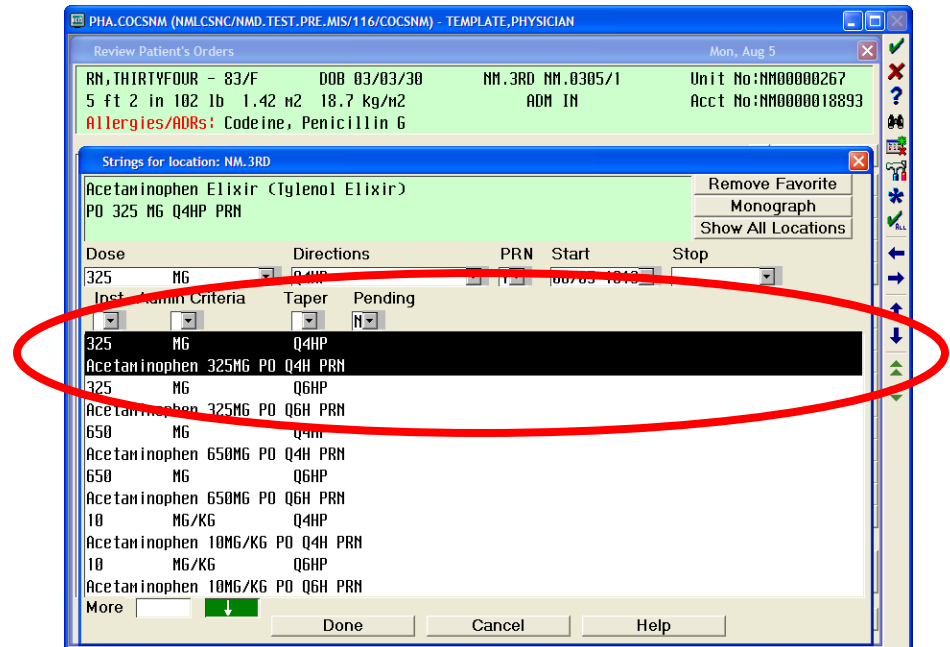 PHA.COCSNM (NMLCSNC/NMD.TEST.PRE.MIS/116/COCSNM) - TEMPLATE,PHYSICIAN
Review Patient's Orders Mon, Aug 5
RN,THIRTYFOUR - 83/F DOB 03/03/30 NM.3RD NM.0305/1 Unit No:NM00000267
5 ft 2 in 102 lb 1.42 M2 18.7 kg/M2 ADM IN Acct No:NM0000018893
Allergies/ADRs: Codeine, Penicillin G
Strings for location: NM.3RD
Acetaminophen Elixir (Tylenol Elixir) Remove Favorite
PO 325 MG Q4HP PRN Monograph
Show All Locations
Dose Directions PRN Start Stop
325 MG Q4HP Y
Inst Admin Criteria Taper Pending
N
325 MG Q4HP
Acetaminophen 325MG PO Q4H PRN
325 MG Q6HP
Acetaminophen 325MG PO Q6H PRN
650 MG Q4HP
Acetaminophen 650MG PO Q4H PRN
650 MG Q6HP
Acetaminophen 650MG PO Q6H PRN
10 MG/KG Q4HP
Acetaminophen 10MG/KG PO Q4H PRN
10 MG/KG Q6HP
Acetaminophen 10MG/KG PO Q6H PRN
More
Done Cancel Help